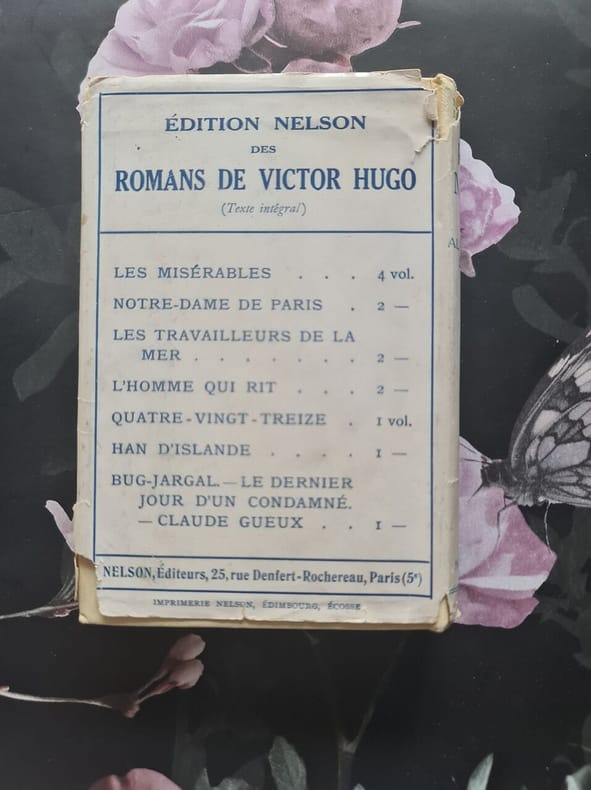 ÉDITION NELSON
DES
ROMANS DE VICTOR HUGO
(Texte intégral)
LES MISÉRABLES . . . 4 vol.
NOTRE-DAME DE PARIS . 2 —
LES TRAVAILLEURS DE LA
MER . . . . . . . 2 —
L'HOMME QUI RIT . . . 2 —
QUATRE-VINGT-TREIZE . 1 vol.
HAN D'ISLANDE . . . . 1 —
BUG-JARGAL.—LE DERNIER
JOUR D'UN CONDAMNÉ.
—CLAUDE GUEUX . . 1 —
NELSON, Éditeurs, 25, rue Denfert-Rochereau, Paris (5e)
IMPRIMERIE NELSON, ÉDIMBOURG, ÉCOSSE